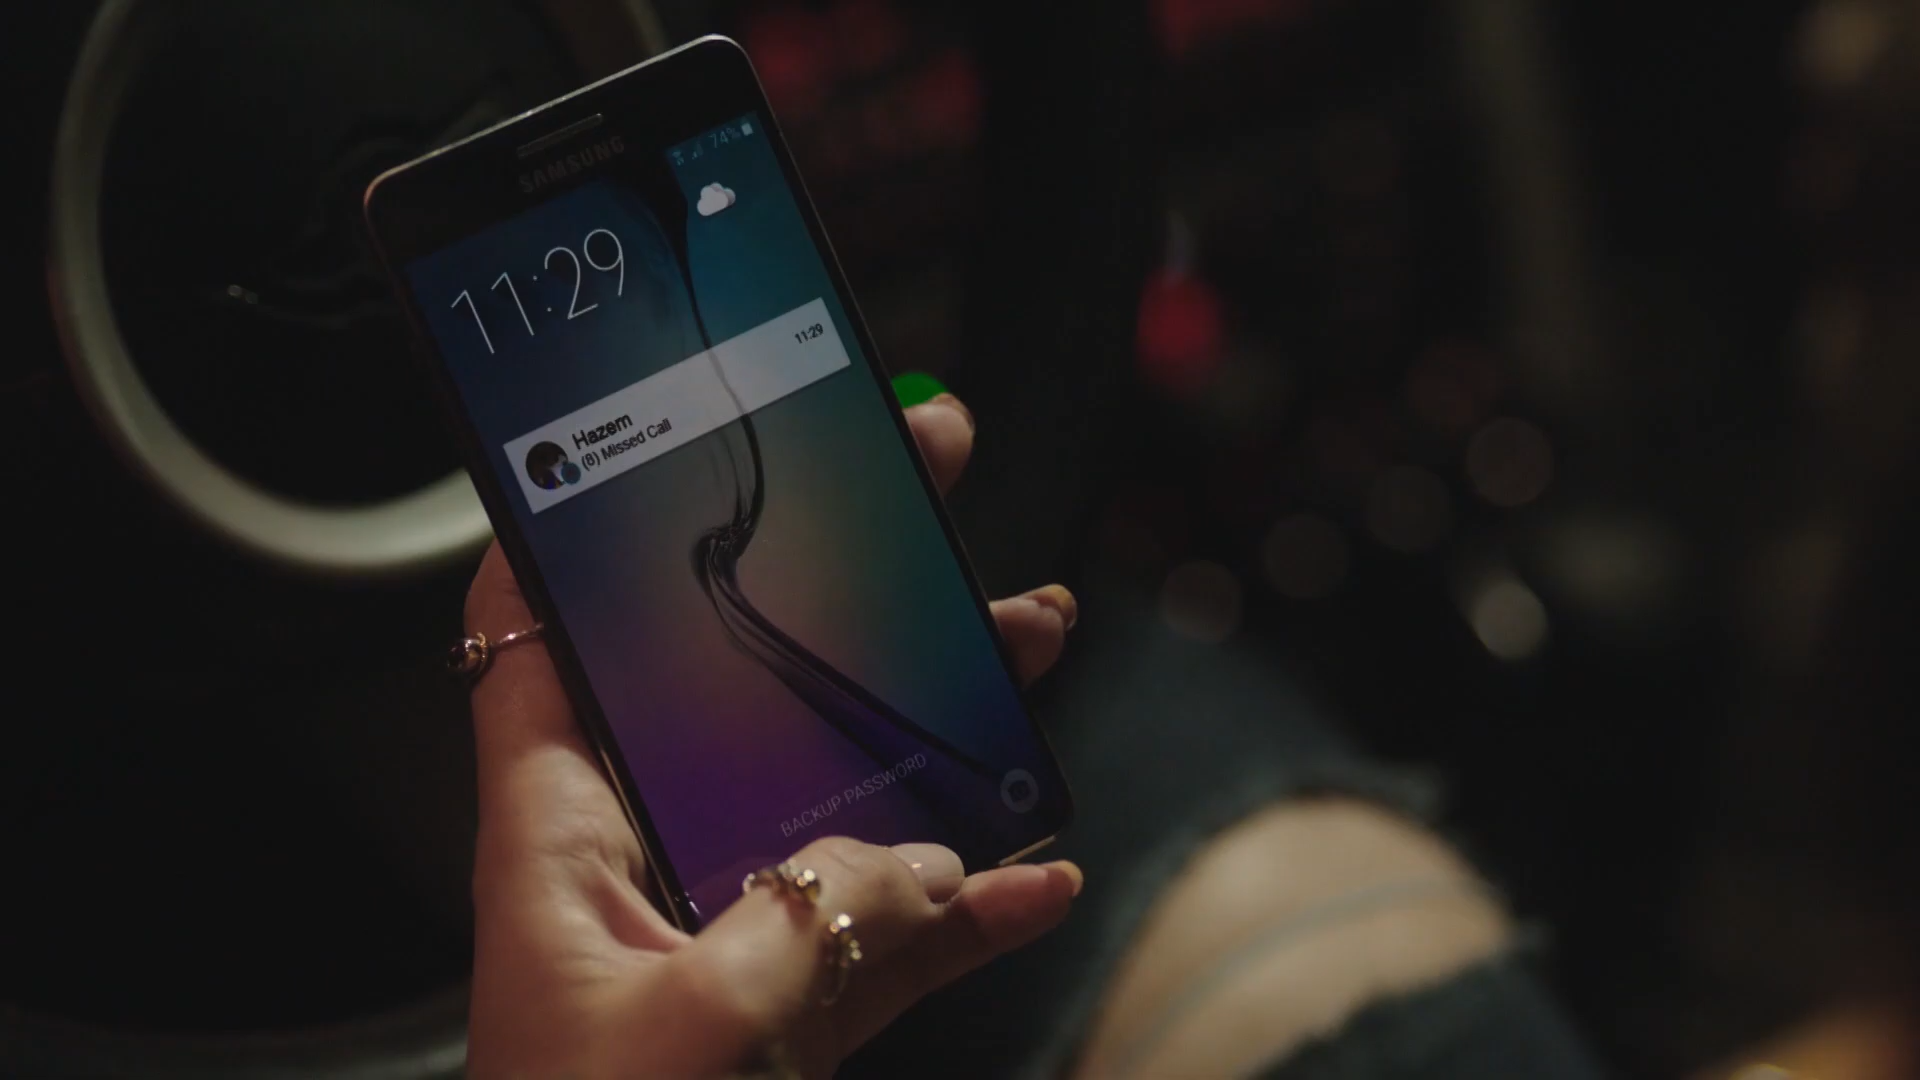 SAMSUNG
74%
11:29
11:29
Hazem
(8) Missed Call
BACKUP PASSWORD